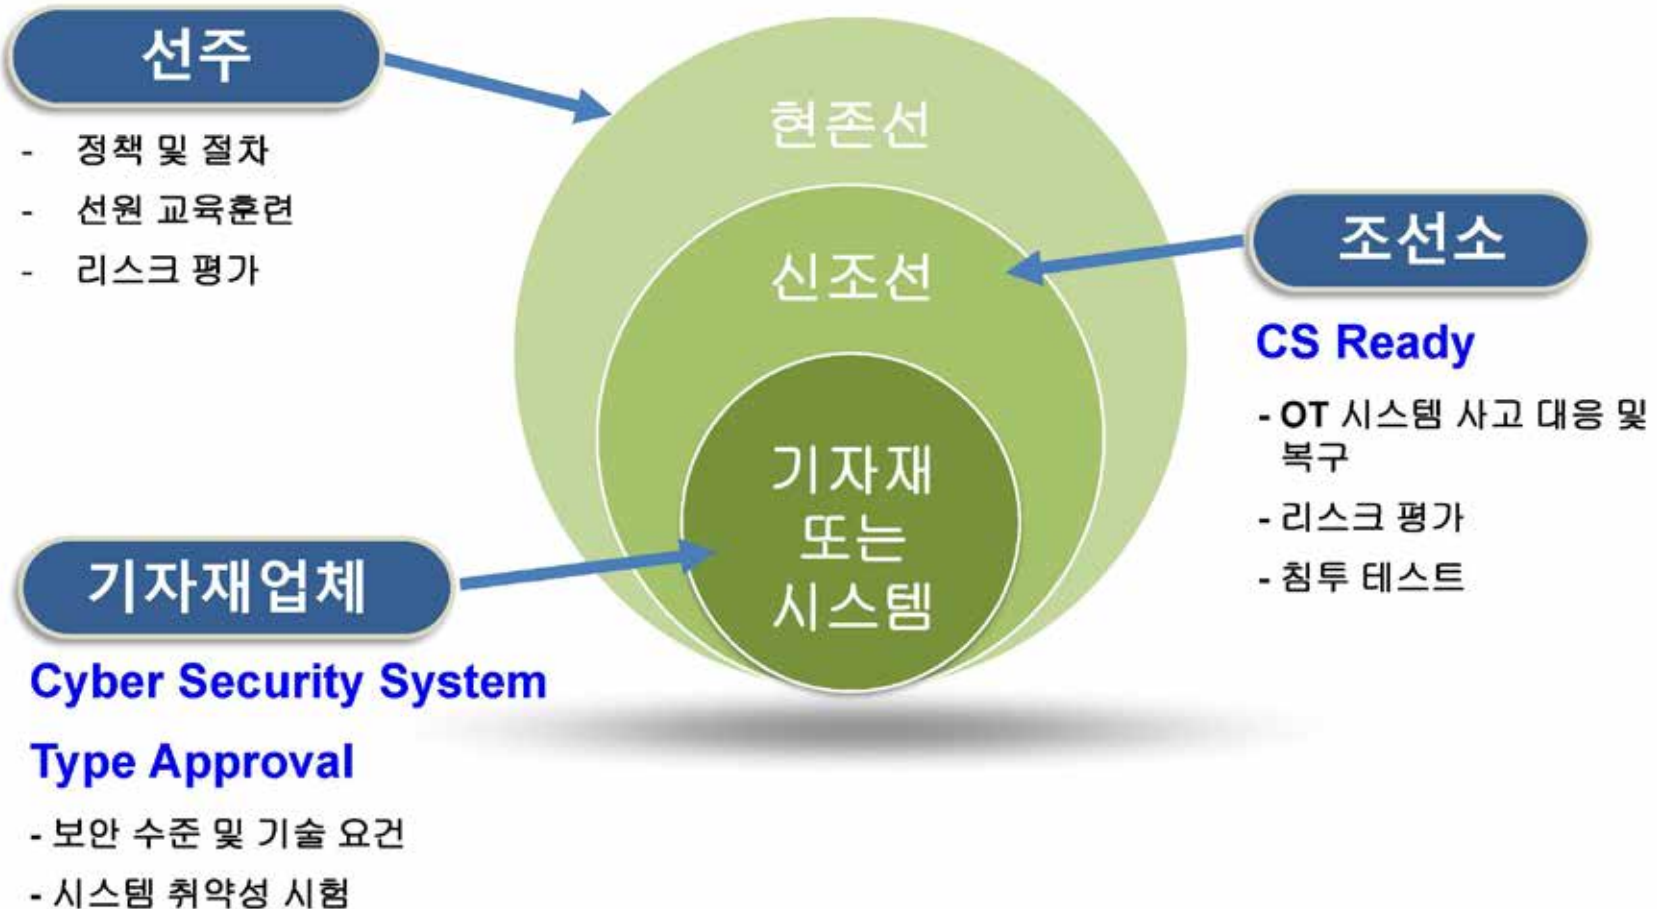 선주
- 정책 및 절차
- 선원 교육훈련
- 리스크 평가
현존선
신조선
기자재
또는
시스템
조선소
CS Ready
- OT 시스템 사고 대응 및
복구
- 리스크 평가
- 침투 테스트
기자재업체
Cyber Security System
Type Approval
- 보안 수준 및 기술 요건
- 시스템 취약성 시험